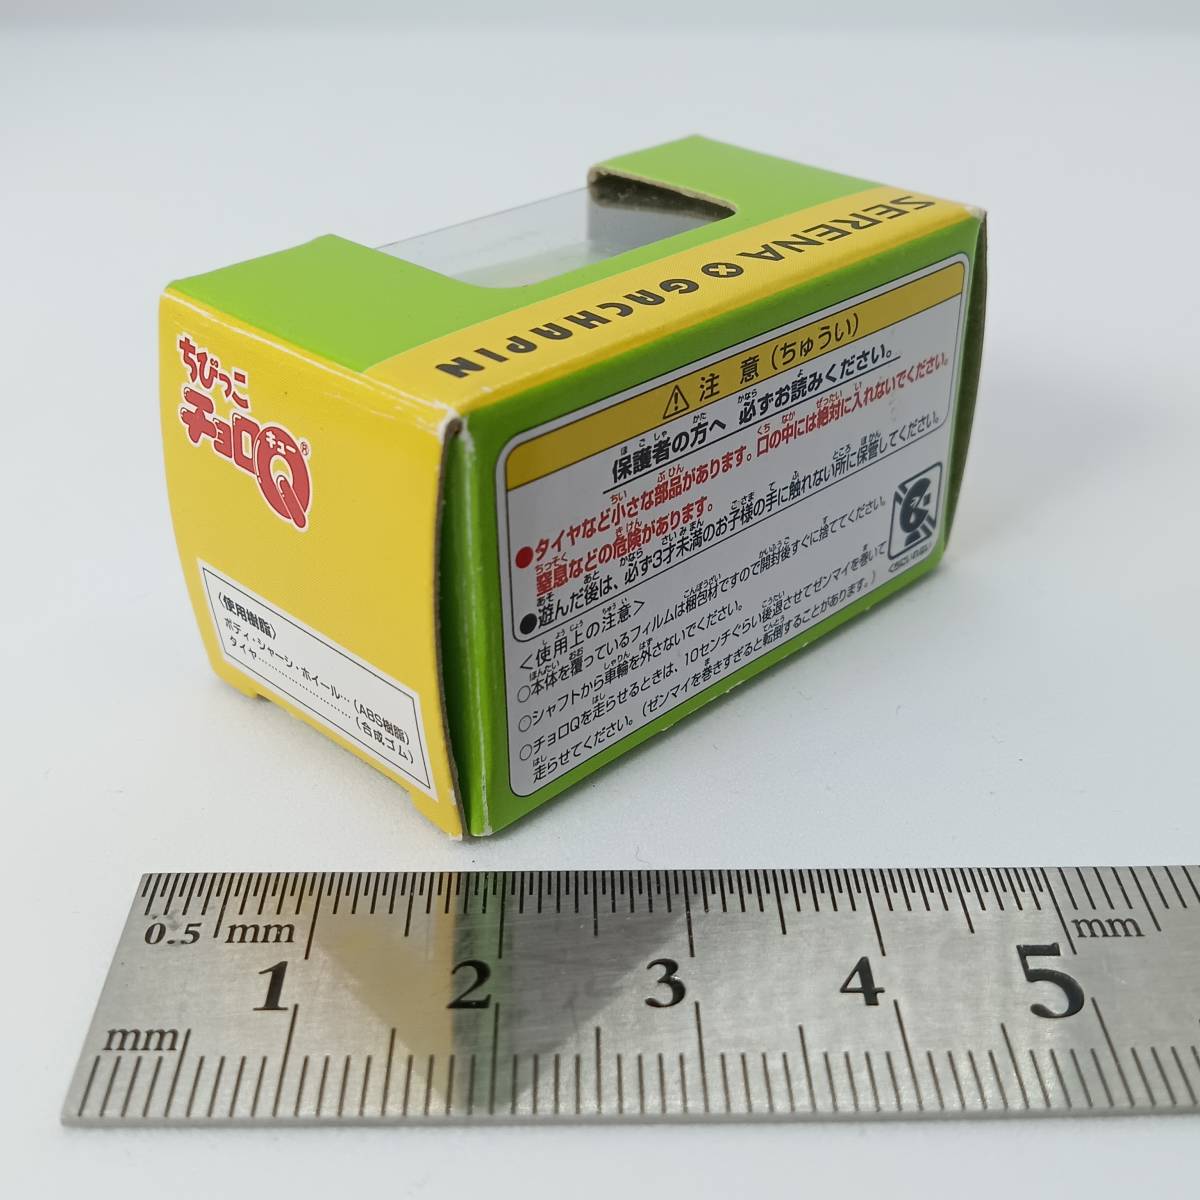 SERENA × GACHAPIN
ちびっこ
チョロQ®
キュー
〈使用樹脂〉
ボディ・シャーシ・ホイール…(ABS樹脂)
タイヤ…………………(合成ゴム)
⚠注 意(ちゅうい)
保護者の方へ 必ずお読みください。
●タイヤなど小さな部品があります。口の中には絶対に入れないでください。
窒息などの危険があります。
●遊んだ後は、必ず3才未満のお子様の手に触れない所に保管してください。
〈使用上の注意〉
○本体を覆っているフィルムは梱包材ですので開封後すぐに捨ててください。
○シャフトから車輪を外さないでください。
○チョロQを走らせるときは、10センチぐらい後退させてゼンマイを巻いて
走らせてください。(ゼンマイを巻きすぎると転倒することがあります。)
くちにいれない
0.5 mm
mm
1 2 3 4 5
mm